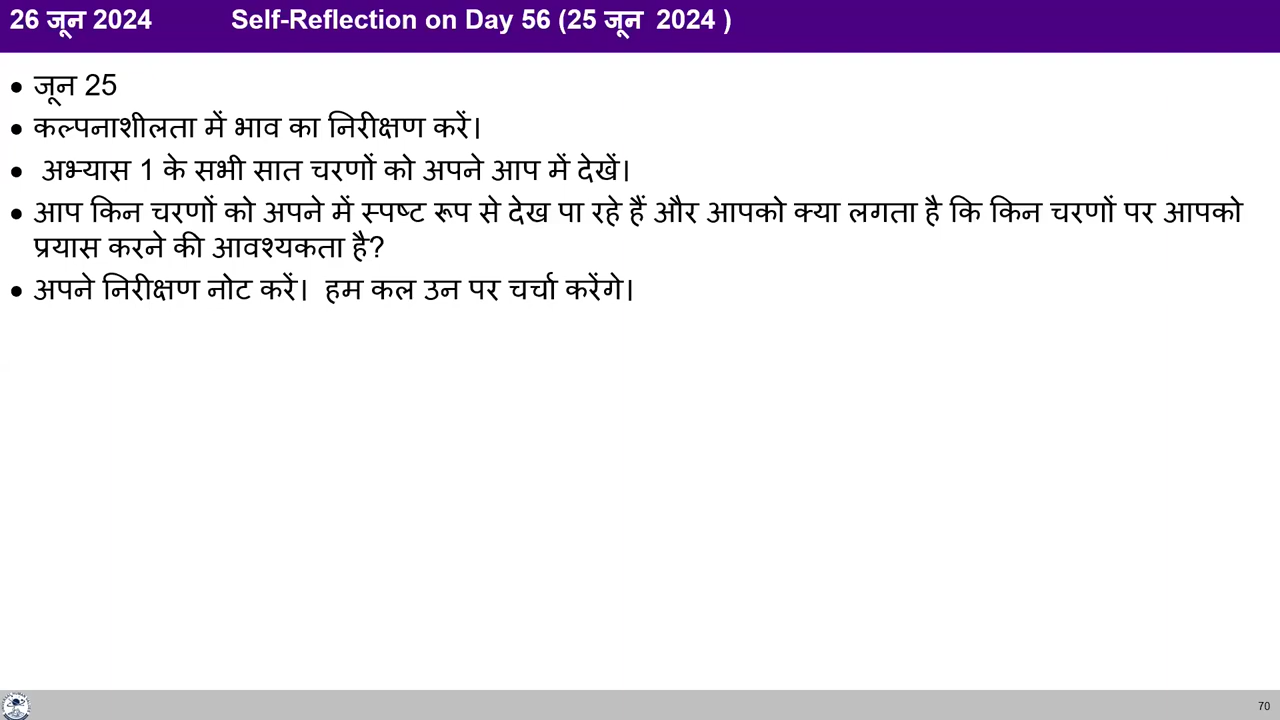 26 जून 2024 Self-Reflection on Day 56 (25 जून 2024 )
• जून 25
• कल्पनाशीलता में भाव का निरीक्षण करें।
• अभ्यास 1 के सभी सात चरणों को अपने आप में देखें।
• आप किन चरणों को अपने में स्पष्ट रूप से देख पा रहे हैं और आपको क्या लगता है कि किन चरणों पर आपको
प्रयास करने की आवश्यकता है?
• अपने निरीक्षण नोट करें। हम कल उन पर चर्चा करेंगे।
70